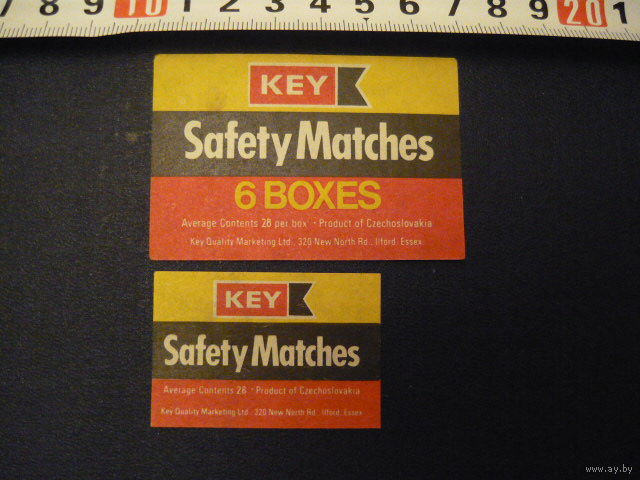 7 8 9 10 1 2 3 4 5 6 7 8 9 20 1
KEY
Safety Matches
6 BOXES
Average Contents 28 per box · Product of Czechoslovakia
Key Quality Marketing Ltd., 320 New North Rd., Ilford. Essex.
KEY
Safety Matches
Average Contents 28 · Product of Czechoslovakia
Key Quality Marketing Ltd., 320 New North Rd., Ilford. Essex
www.ay.by